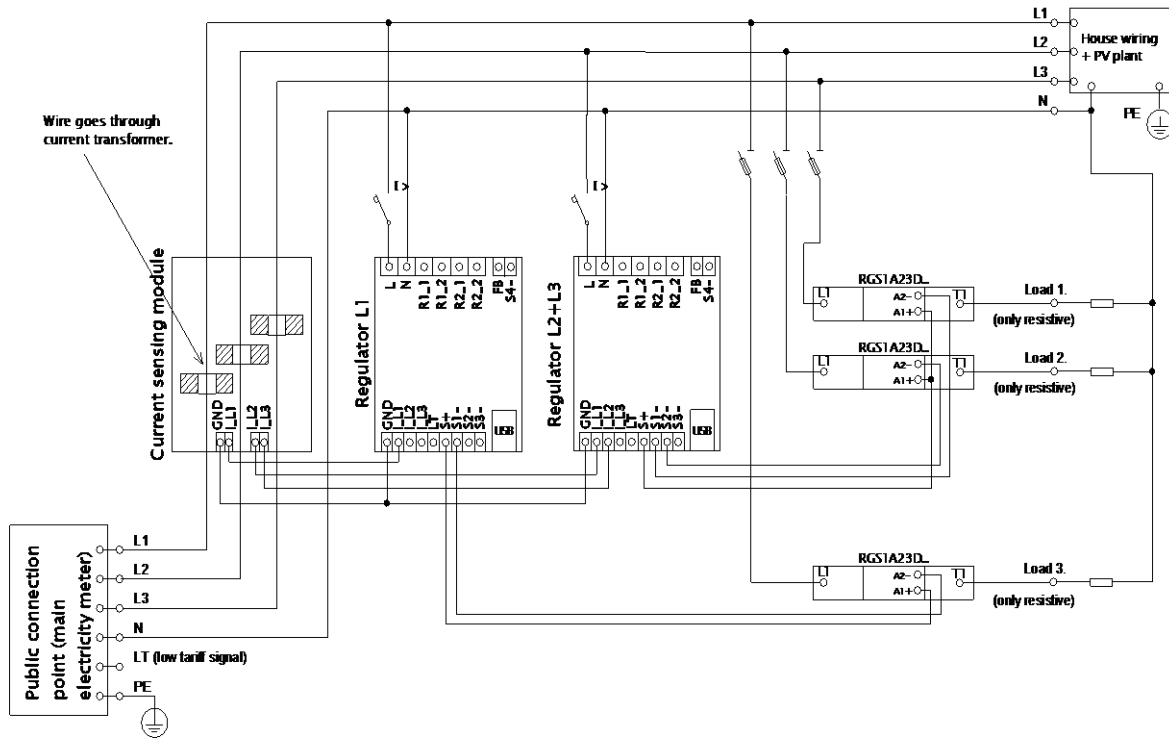 L1
L2
L3
N
House wiring
+ PV plant
PE
Wire goes through
current transformer.
I >
I >
Current sensing module
GND
I_L1
I_L2
I_L3
Regulator L1
L
N
R1_1
R1_2
R2_1
R2_2
FB
S4-
GND
I_L1
I_L2
I_L3
LT
S+
S1-
S2-
S3-
USB
Regulator L2+L3
L
N
R1_1
R1_2
R2_1
R2_2
FB
S4-
GND
I_L1
I_L2
I_L3
LT
S+
S1-
S2-
S3-
USB
RGS1A23D_
L1
A2-
A1+
T1
Load 1.
(only resistive)
RGS1A23D_
L1
A2-
A1+
T1
Load 2.
(only resistive)
RGS1A23D_
L1
A2-
A1+
T1
Load 3.
(only resistive)
Public connection
point (main
electricity meter)
L1
L2
L3
N
LT (low tariff signal)
PE